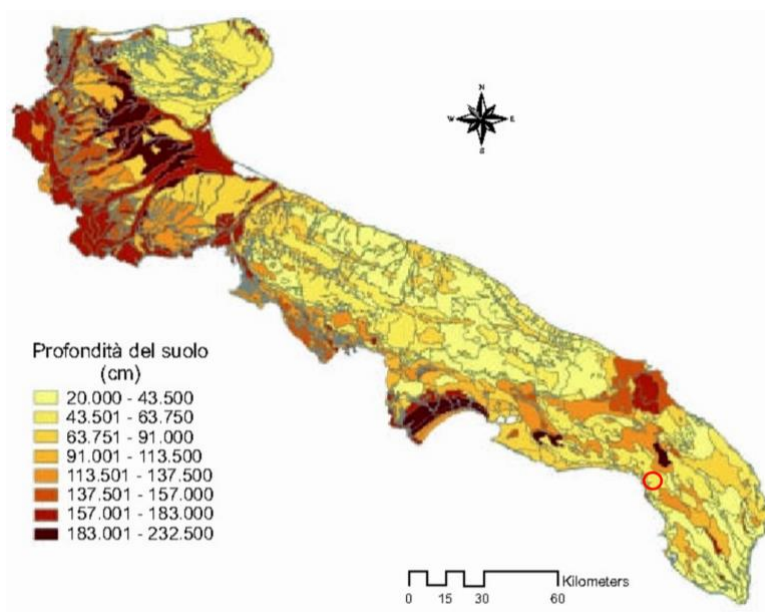 N
W E
S
Profondità del suolo
(cm)
20.000 - 43.500
43.501 - 63.750
63.751 - 91.000
91.001 - 113.500
113.501 - 137.500
137.501 - 157.000
157.001 - 183.000
183.001 - 232.500
Kilometers
0 15 30 60